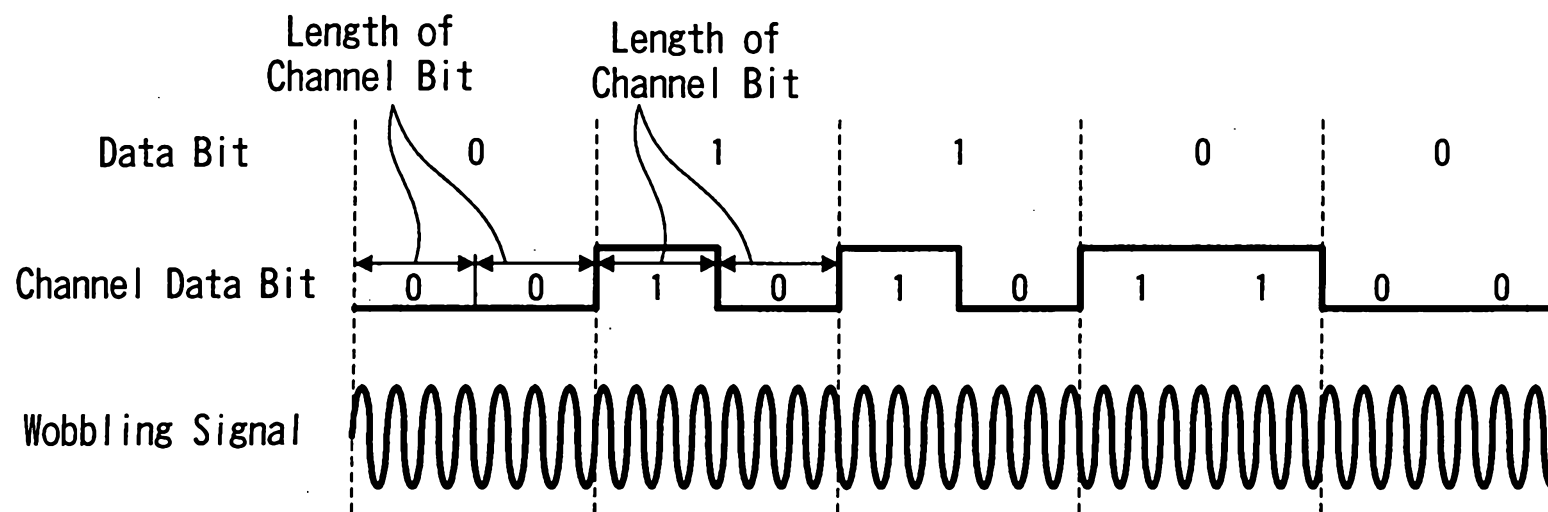 Length of
Channel Bit
Length of
Channel Bit
Data Bit 0 1 1 0 0
Channel Data Bit 0 0 1 0 1 0 1 1 0 0
Wobbling Signal